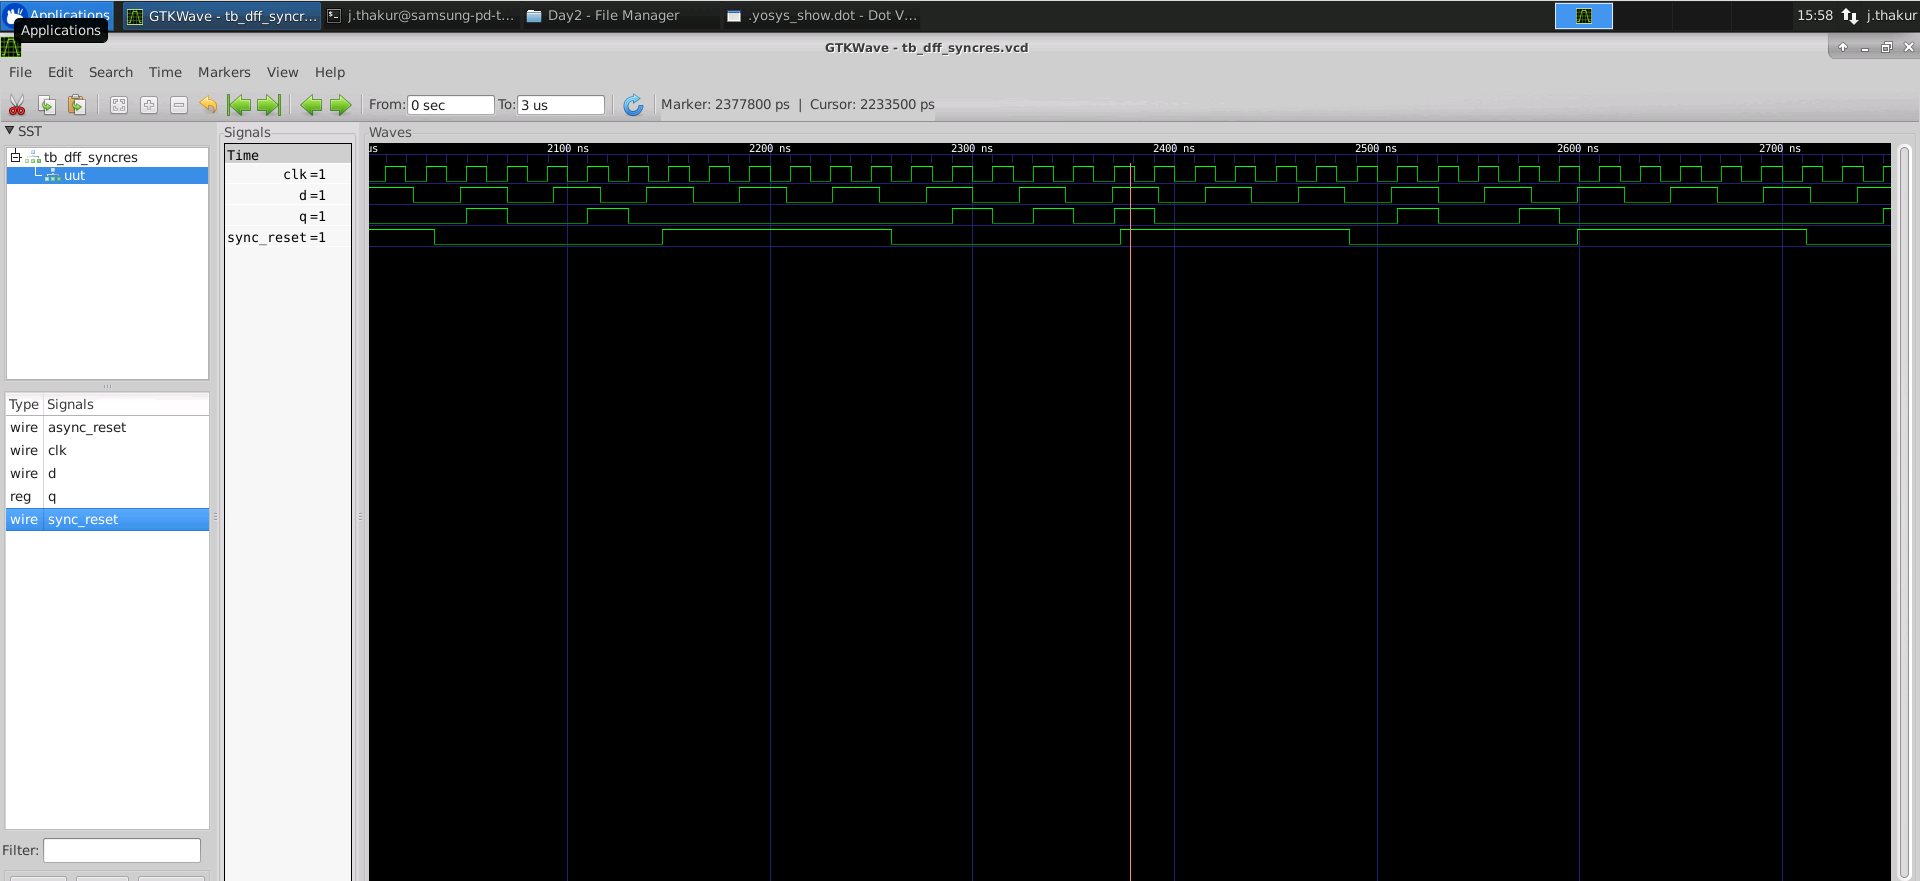 Applications
GTKWave - tb_dff_syncr...
j.thakur@samsung-pd-t...
Day2 - File Manager
.yosys_show.dot - Dot V...
15:58
j.thakur
Applications
GTKWave - tb_dff_syncres.vcd
File Edit Search Time Markers View Help
From: 0 sec To: 3 us Marker: 2377800 ps | Cursor: 2233500 ps
SST
tb_dff_syncres
uut
Type Signals
wire async_reset
wire clk
wire d
reg q
wire sync_reset
Filter:
Signals
Time
clk =1
d =1
q =1
sync_reset =1
Waves
us 2100 ns 2200 ns 2300 ns 2400 ns 2500 ns 2600 ns 2700 ns